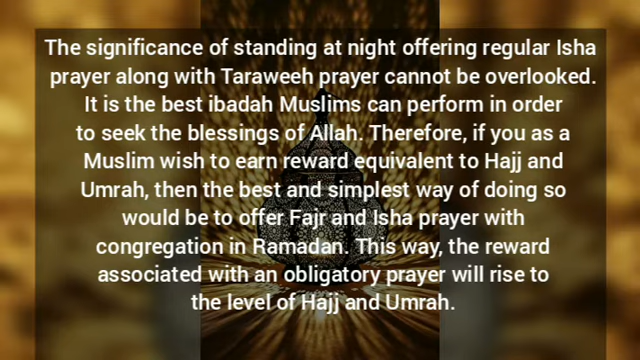 The significance of standing at night offering regular Isha
prayer along with Taraweeh prayer cannot be overlooked.
It is the best ibadah Muslims can perform in order
to seek the blessings of Allah. Therefore, if you as a
Muslim wish to earn reward equivalent to Hajj and
Umrah, then the best and simplest way of doing so
would be to offer Fajr and Isha prayer with
congregation in Ramadan. This way, the reward
associated with an obligatory prayer will rise to
the level of Hajj and Umrah.